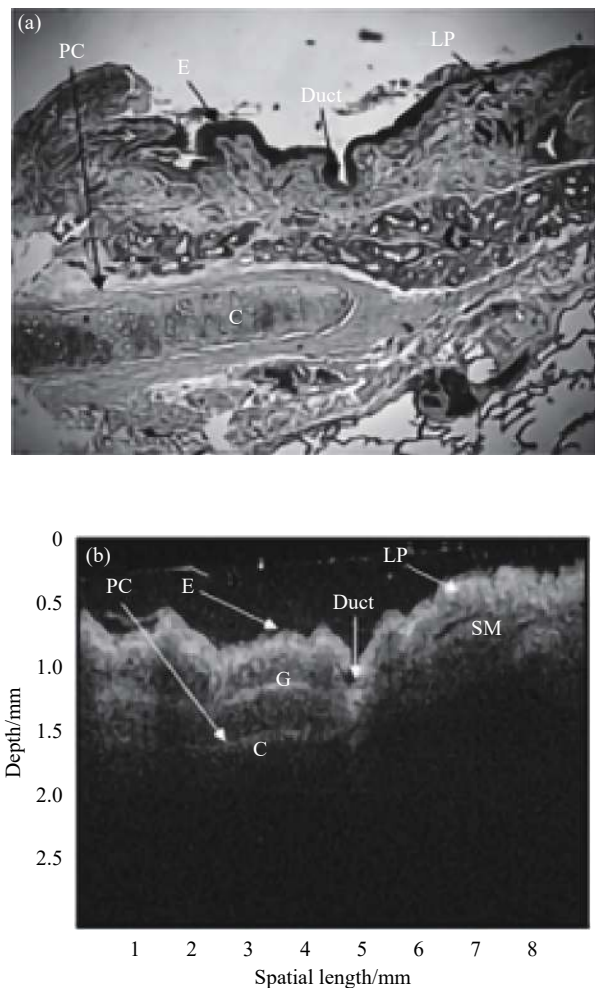 (a)
PC
E
LP
Duct
SM
G
C
0
(b)
PC
E
LP
Duct
0.5
SM
1.0
G
1.5
C
2.0
2.5
Depth/mm
1 2 3 4 5 6 7 8
Spatial length/mm